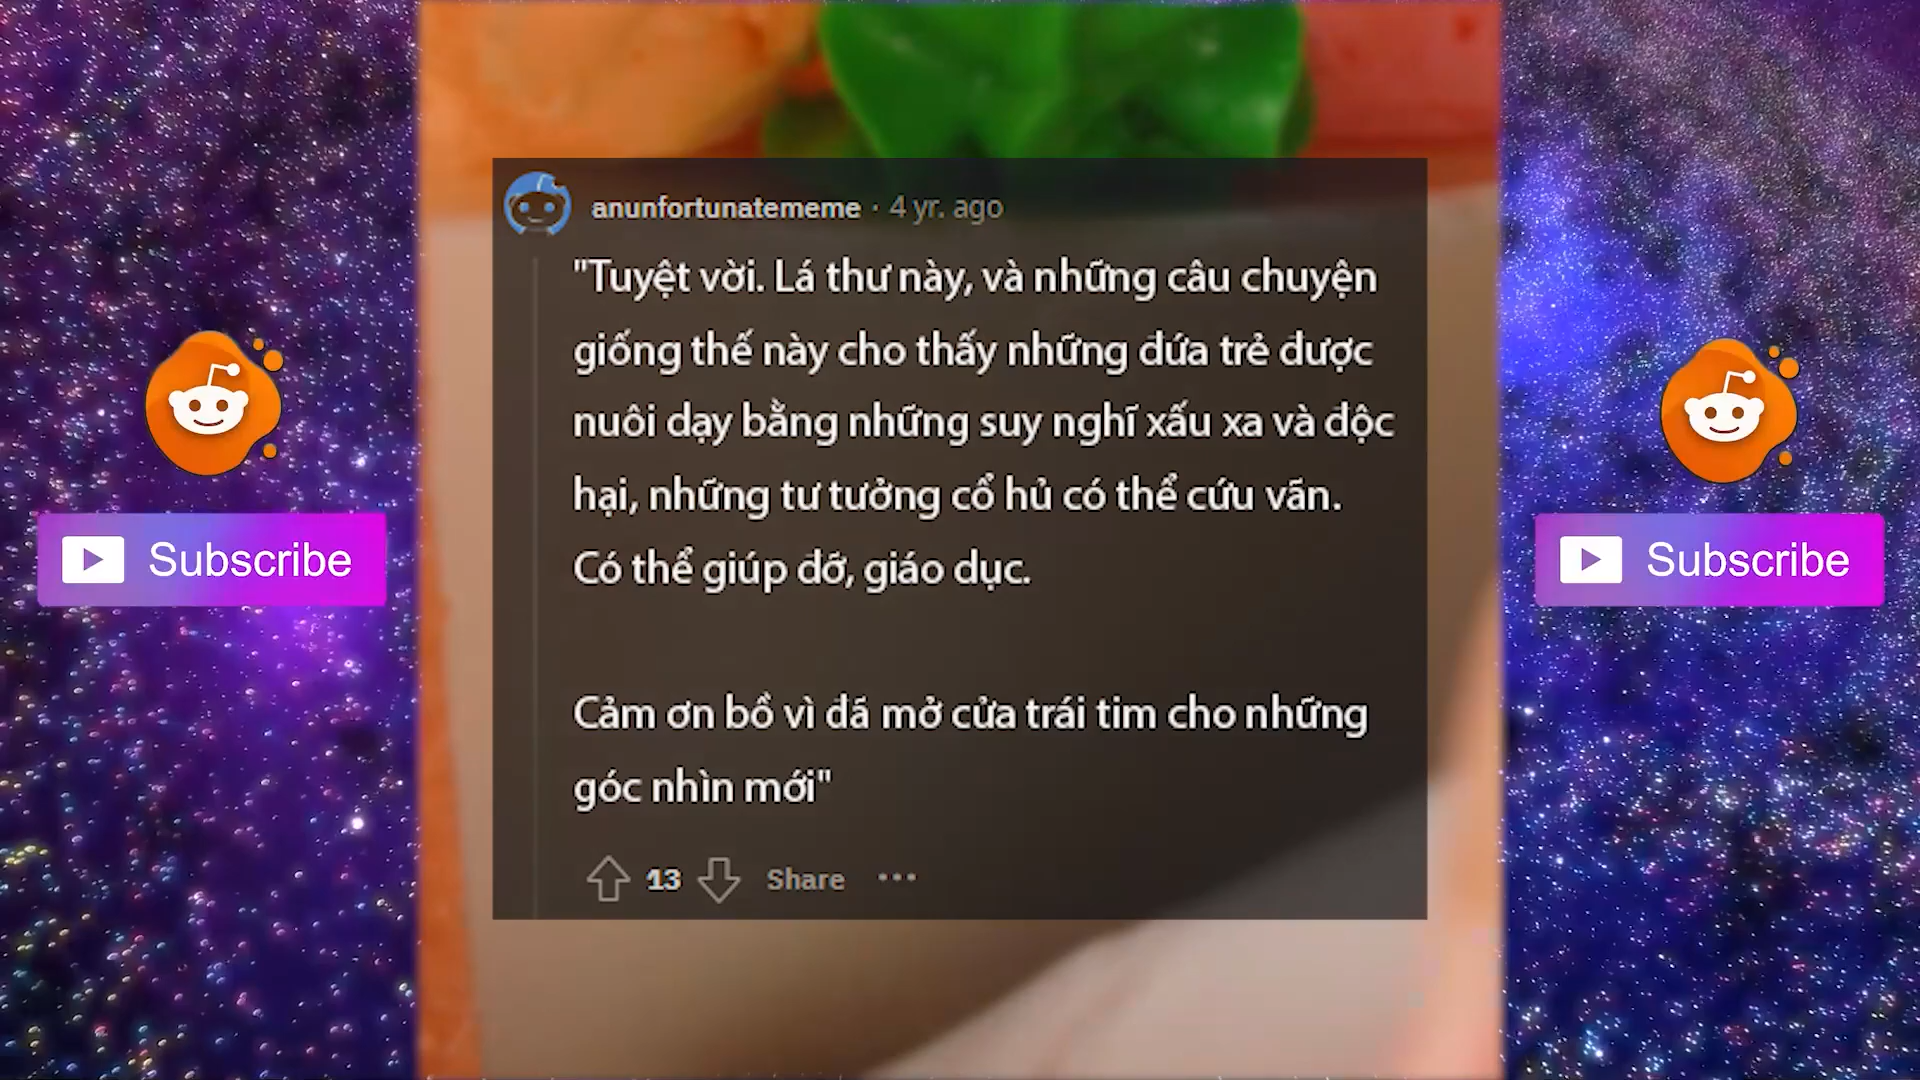 anunfortunatememe · 4 yr. ago
"Tuyệt vời. Lá thư này, và những câu chuyện
giống thế này cho thấy những đứa trẻ được
nuôi dạy bằng những suy nghĩ xấu xa và độc
hại, những tư tưởng cổ hủ có thể cứu vãn.
Có thể giúp đỡ, giáo dục.
Cảm ơn bồ vì đã mở cửa trái tim cho những
góc nhìn mới"
13 Share ...
Subscribe
Subscribe